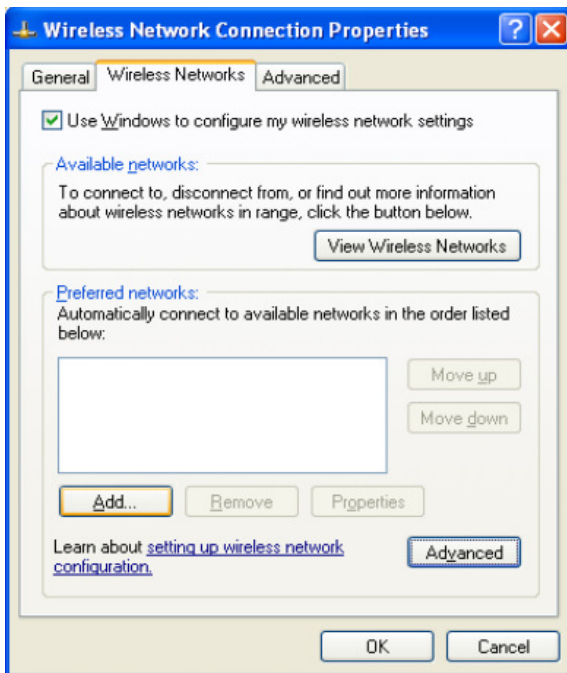 Wireless Network Connection Properties
General
Wireless Networks
Advanced
Use Windows to configure my wireless network settings
Available networks:
To connect to, disconnect from, or find out more information
about wireless networks in range, click the button below.
View Wireless Networks
Preferred networks:
Automatically connect to available networks in the order listed
below:
Move up
Move down
Add...
Remove
Properties
Learn about setting up wireless network
configuration.
Advanced
OK
Cancel